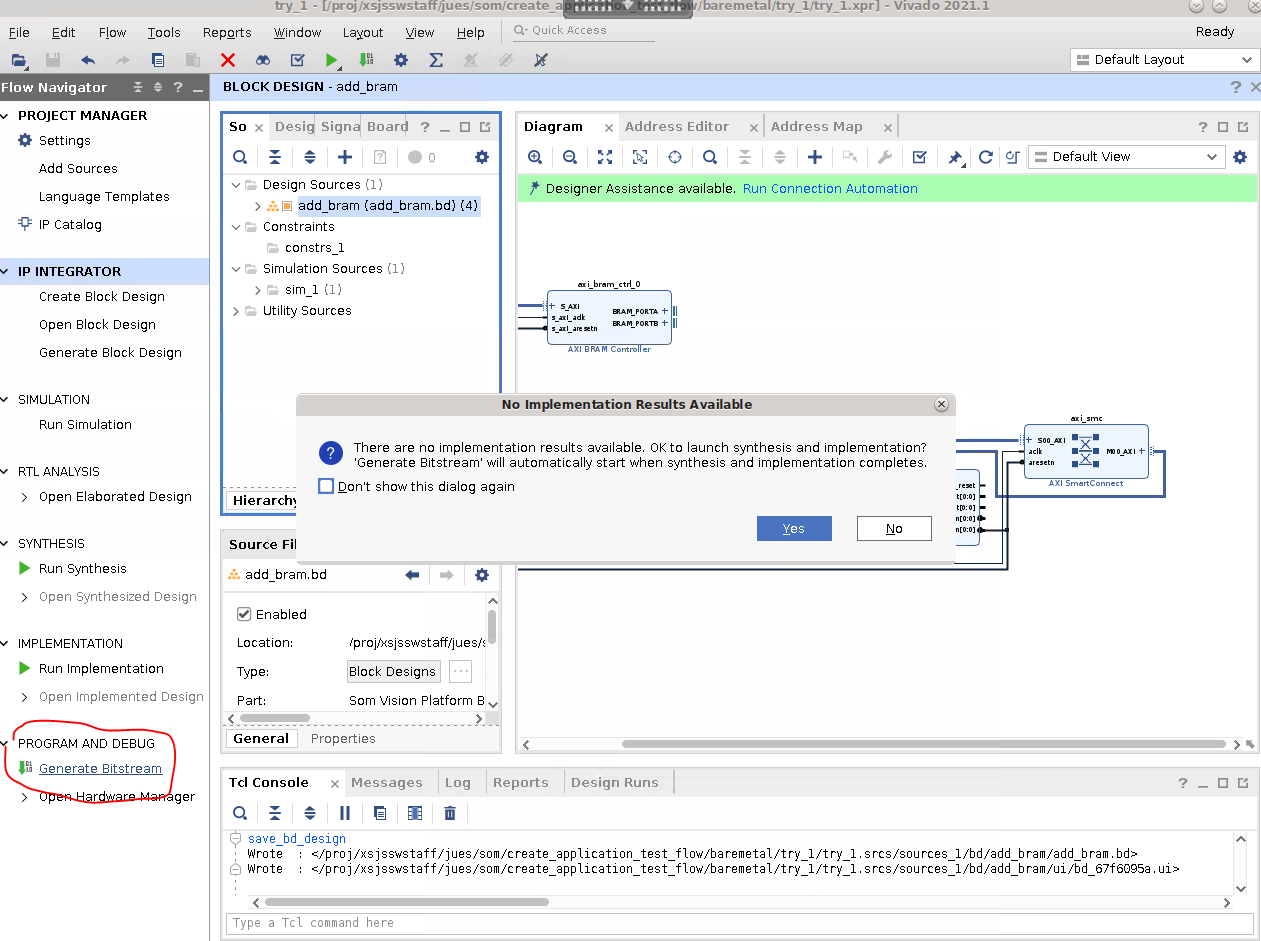 try_1 - [/proj/xsjsswstaff/jues/som/create_application_test_flow/baremetal/try_1/try_1.xpr] - Vivado 2021.1
File Edit Flow Tools Reports Window Layout View Help Quick Access Ready
Default Layout
Flow Navigator
PROJECT MANAGER
Settings
Add Sources
Language Templates
IP Catalog
IP INTEGRATOR
Create Block Design
Open Block Design
Generate Block Design
SIMULATION
Run Simulation
RTL ANALYSIS
Open Elaborated Design
SYNTHESIS
Run Synthesis
Open Synthesized Design
IMPLEMENTATION
Run Implementation
Open Implemented Design
PROGRAM AND DEBUG
Generate Bitstream
Open Hardware Manager
BLOCK DESIGN - add_bram
So Desig Signa Board
0
Design Sources (1)
add_bram (add_bram.bd) (4)
Constraints
constrs_1
Simulation Sources (1)
sim_1 (1)
Utility Sources
Hierarchy
Source Fil
add_bram.bd
Enabled
Location: /proj/xsjsswstaff/jues/s
Type: Block Designs
Part: Som Vision Platform B
General Properties
Diagram Address Editor Address Map
Default View
Designer Assistance available. Run Connection Automation
axi_bram_ctrl_0
S_AXI
s_axi_aclk
s_axi_aresetn
BRAM_PORTA
BRAM_PORTB
AXI BRAM Controller
axi_smc
S00_AXI
aclk
aresetn
M00_AXI
AXI SmartConnect
_reset
t[0:0]
t[0:0]
n[0:0]
n[0:0]
No Implementation Results Available
There are no implementation results available. OK to launch synthesis and implementation?
'Generate Bitstream' will automatically start when synthesis and implementation completes.
Don't show this dialog again
Yes No
Tcl Console Messages Log Reports Design Runs
save_bd_design
Wrote : </proj/xsjsswstaff/jues/som/create_application_test_flow/baremetal/try_1/try_1.srcs/sources_1/bd/add_bram/add_bram.bd>
Wrote : </proj/xsjsswstaff/jues/som/create_application_test_flow/baremetal/try_1/try_1.srcs/sources_1/bd/add_bram/ui/bd_67f6095a.ui>
Type a Tcl command here